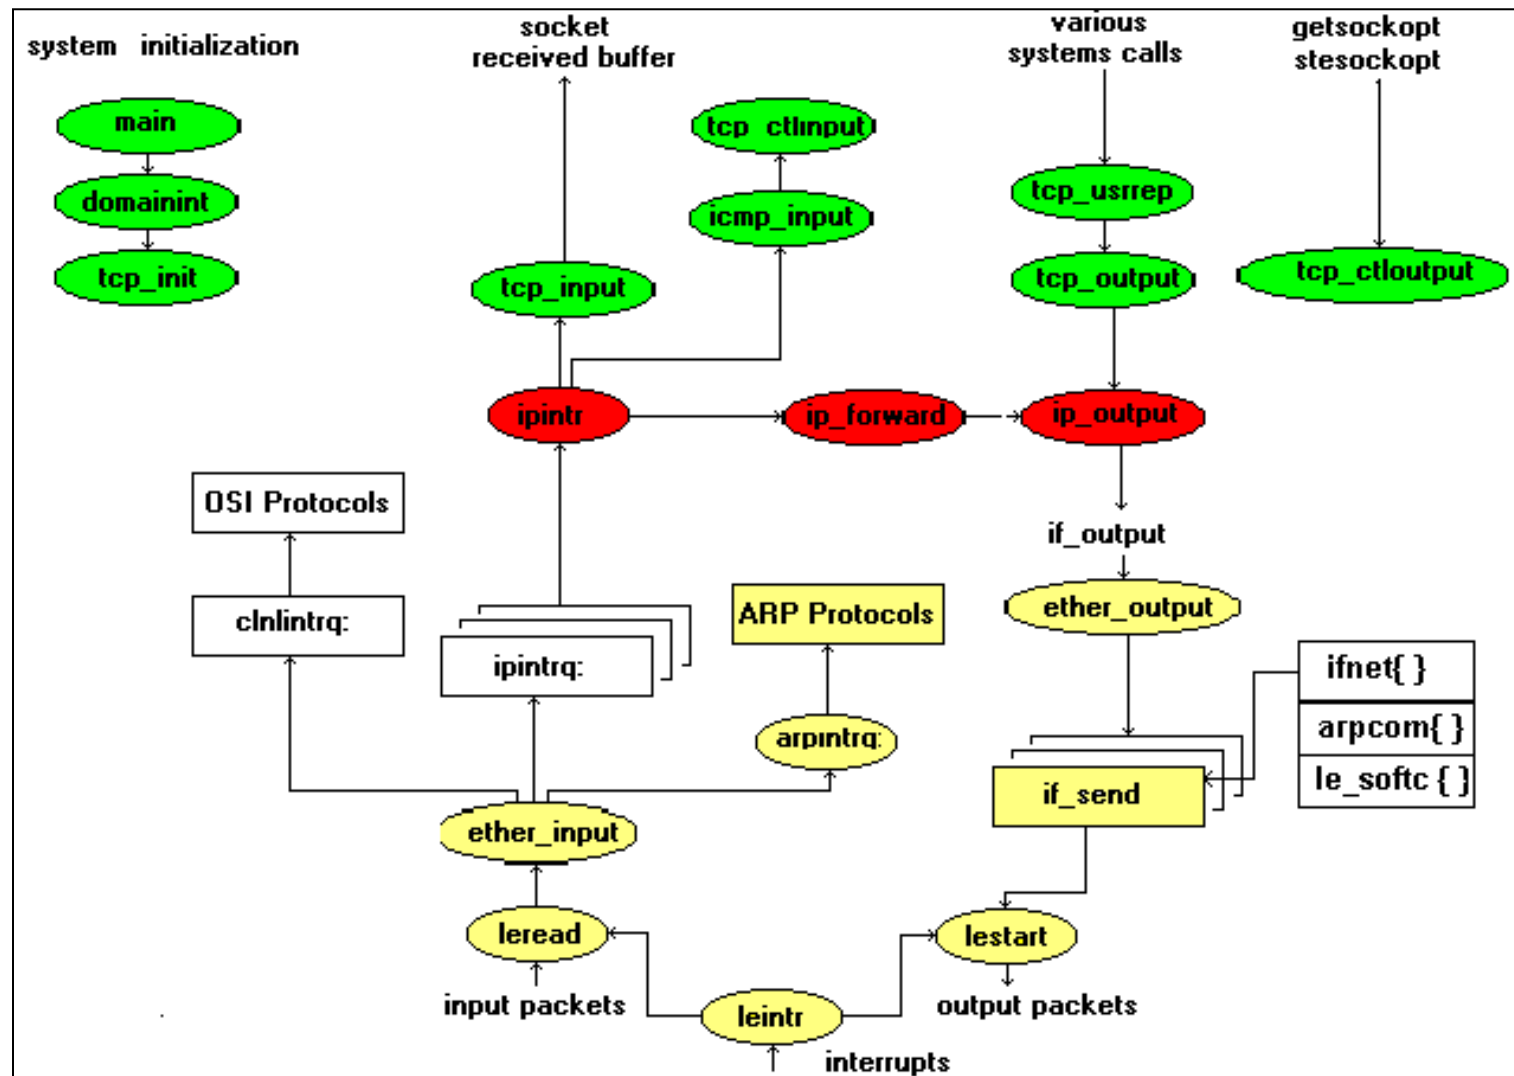 system initialization
socket
received buffer
various
systems calls
getsockopt
stesockopt
main
tcp_ctlinput
domainint
icmp_input
tcp_usrrep
tcp_init
tcp_input
tcp_output
tcp_ctloutput
ipintr
ip_forward
ip_output
OSI Protocols
if_output
clnlintrq:
ARP Protocols
ether_output
ipintrq:
ifnet{ }
arpintrq:
arpcom{ }
if_send
le_softc { }
ether_input
leread
lestart
input packets
leintr
output packets
interrupts